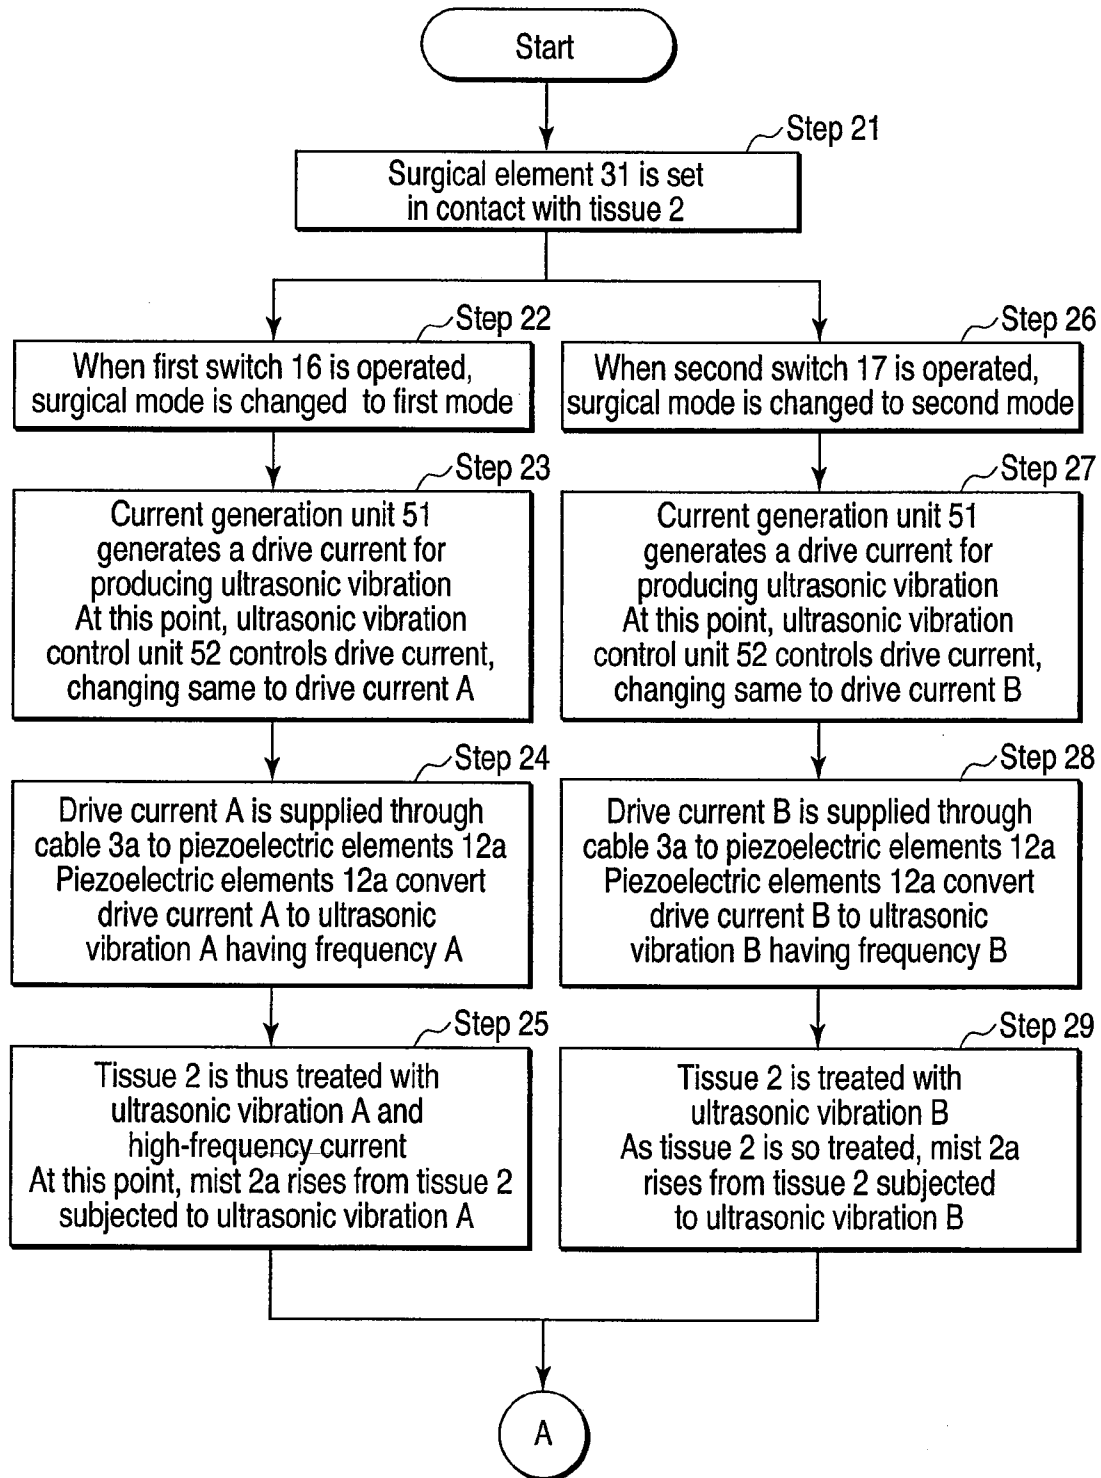 Start
Step 21
Surgical element 31 is set
in contact with tissue 2
Step 22
When first switch 16 is operated,
surgical mode is changed to first mode
Step 23
Current generation unit 51
generates a drive current for
producing ultrasonic vibration
At this point, ultrasonic vibration
control unit 52 controls drive current,
changing same to drive current A
Step 24
Drive current A is supplied through
cable 3a to piezoelectric elements 12a
Piezoelectric elements 12a convert
drive current A to ultrasonic
vibration A having frequency A
Step 25
Tissue 2 is thus treated with
ultrasonic vibration A and
high-frequency current
At this point, mist 2a rises from tissue 2
subjected to ultrasonic vibration A
Step 26
When second switch 17 is operated,
surgical mode is changed to second mode
Step 27
Current generation unit 51
generates a drive current for
producing ultrasonic vibration
At this point, ultrasonic vibration
control unit 52 controls drive current,
changing same to drive current B
Step 28
Drive current B is supplied through
cable 3a to piezoelectric elements 12a
Piezoelectric elements 12a convert
drive current B to ultrasonic
vibration B having frequency B
Step 29
Tissue 2 is treated with
ultrasonic vibration B
As tissue 2 is so treated, mist 2a
rises from tissue 2 subjected
to ultrasonic vibration B
A